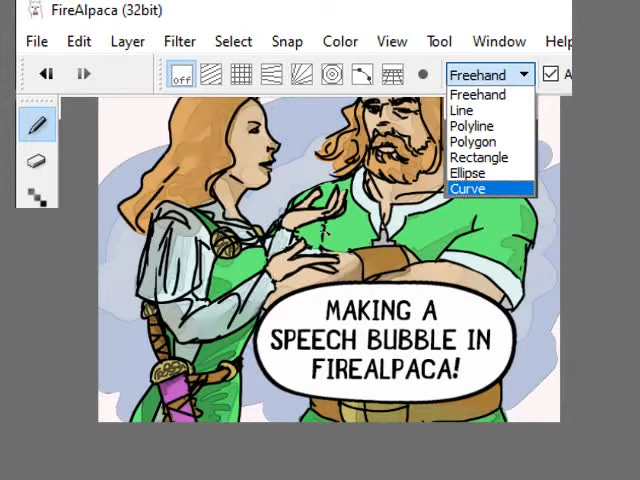 FireAlpaca (32bit)
File Edit Layer Filter Select Snap Color View Tool Window Help
off Freehand A
Freehand
Line
Polyline
Polygon
Rectangle
Ellipse
Curve
MAKING A
SPEECH BUBBLE IN
FIREALPACA!